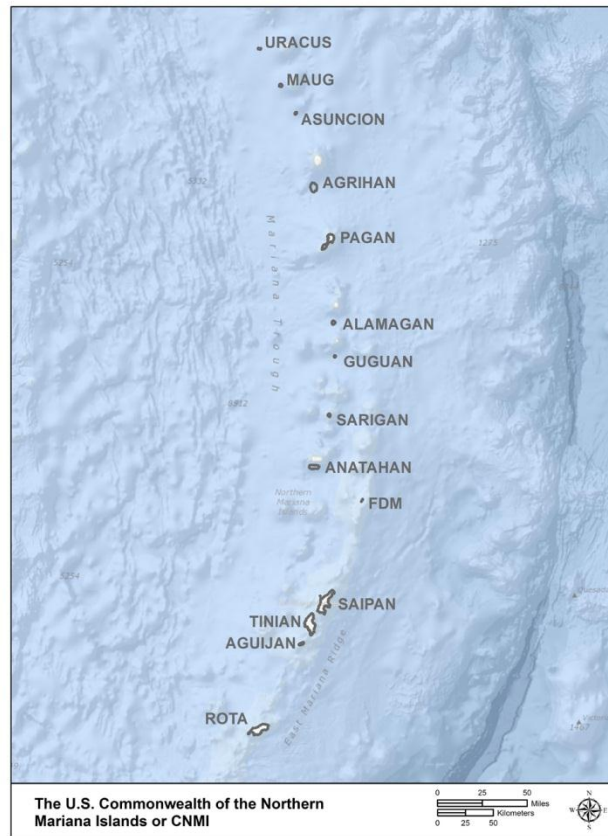 URACUS
MAUG
ASUNCION
AGRIHAN
PAGAN
Mariana Trough
ALAMAGAN
GUGUAN
SARIGAN
ANATAHAN
Northern
Mariana
Islands
FDM
5254
SAIPAN
TINIAN
AGUIJAN
East Mariana Ridge
ROTA
The U.S. Commonwealth of the Northern
Mariana Islands or CNMI
0 25 50
Miles
Kilometers
0 25 50
N
W E
S